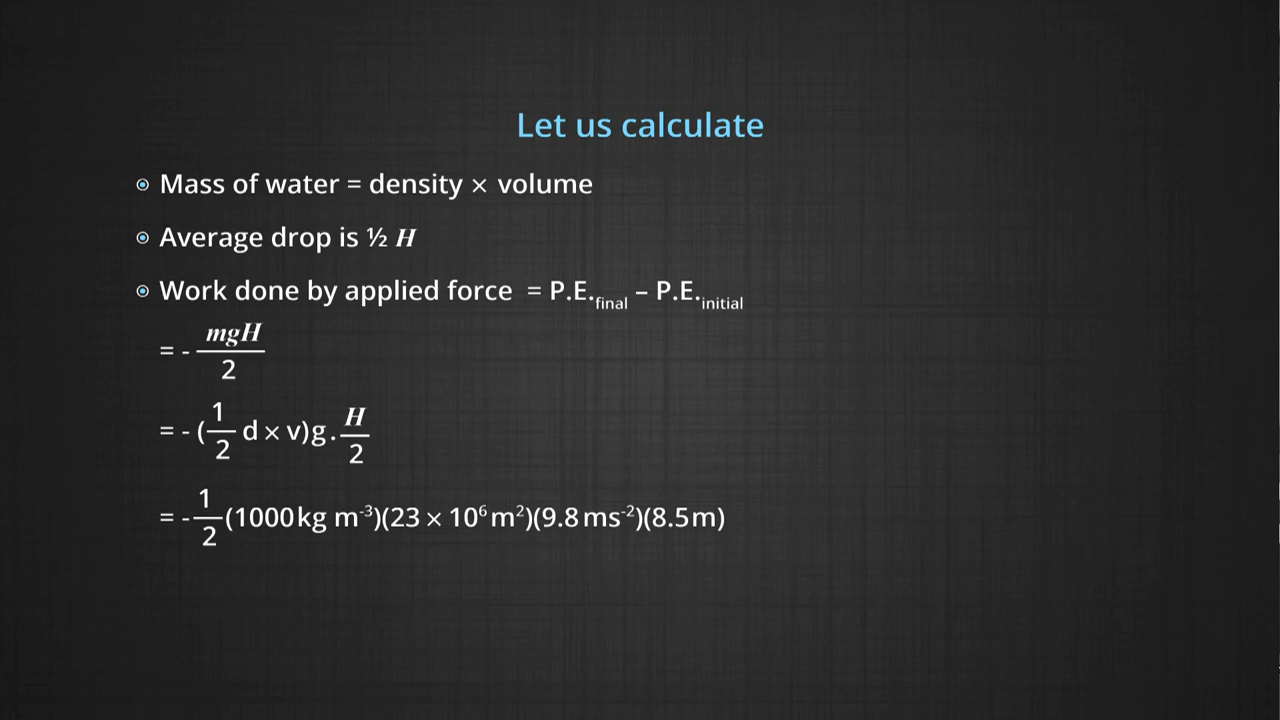 Let us calculate
Mass of water = density × volume
Average drop is ½ H
Work done by applied force = P.E.final – P.E.initial
= - mgH/2
= - (1/2 d × v)g. H/2
= - 1/2 (1000 kg m⁻³)(23 × 10⁶ m²)(9.8 ms⁻²)(8.5 m)